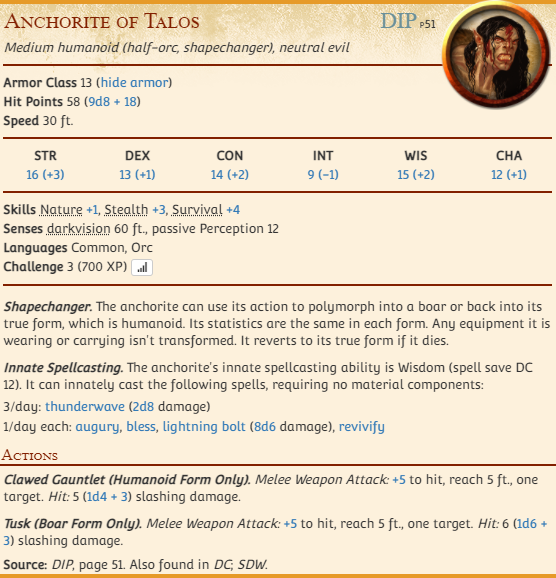 Anchorite of Talos DIP p51
Medium humanoid (half-orc, shapechanger), neutral evil
Armor Class 13 (hide armor)
Hit Points 58 (9d8 + 18)
Speed 30 ft.
STR DEX CON INT WIS CHA
16 (+3) 13 (+1) 14 (+2) 9 (−1) 15 (+2) 12 (+1)
Skills Nature +1, Stealth +3, Survival +4
Senses darkvision 60 ft., passive Perception 12
Languages Common, Orc
Challenge 3 (700 XP)
Shapechanger. The anchorite can use its action to polymorph into a boar or back into its
true form, which is humanoid. Its statistics are the same in each form. Any equipment it is
wearing or carrying isn't transformed. It reverts to its true form if it dies.
Innate Spellcasting. The anchorite's innate spellcasting ability is Wisdom (spell save DC
12). It can innately cast the following spells, requiring no material components:
3/day: thunderwave (2d8 damage)
1/day each: augury, bless, lightning bolt (8d6 damage), revivify
Actions
Clawed Gauntlet (Humanoid Form Only). Melee Weapon Attack: +5 to hit, reach 5 ft., one
target. Hit: 5 (1d4 + 3) slashing damage.
Tusk (Boar Form Only). Melee Weapon Attack: +5 to hit, reach 5 ft., one target. Hit: 6 (1d6 +
3) slashing damage.
Source: DIP, page 51. Also found in DC; SDW.